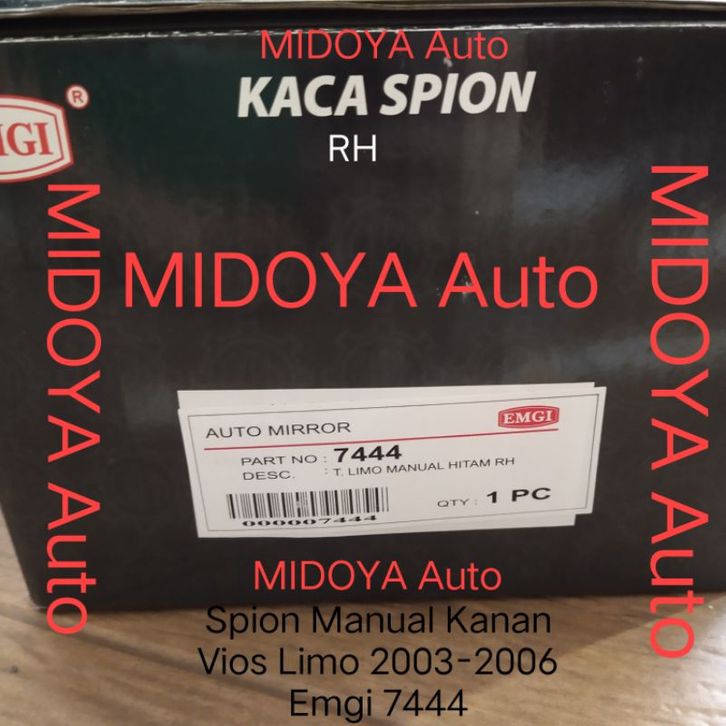 MIDOYA Auto
KACA SPION
RH
EMGI ®
MIDOYA Auto
MIDOYA Auto
MIDOYA Auto
AUTO MIRROR
EMGI
PART NO : 7444
DESC. : T. LIMO MANUAL HITAM RH
000007444
QTY : 1 PC
MIDOYA Auto
Spion Manual Kanan
Vios Limo 2003-2006
Emgi 7444